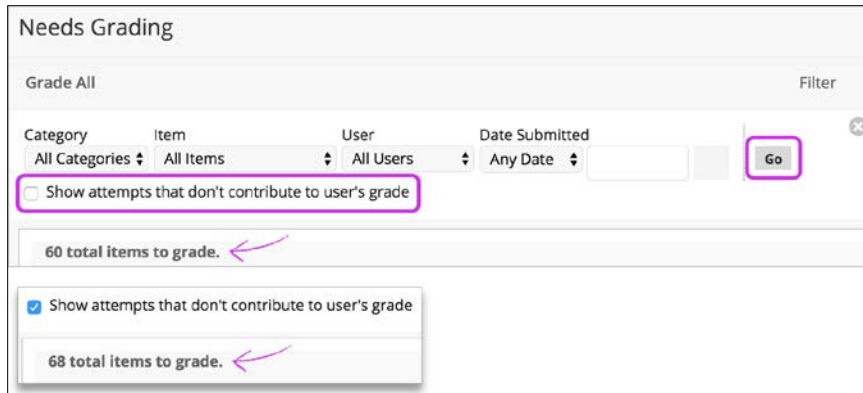 Needs Grading
Grade All Filter
Category Item User Date Submitted
All Categories All Items All Users Any Date Go
Show attempts that don't contribute to user's grade
60 total items to grade.
Show attempts that don't contribute to user's grade
68 total items to grade.